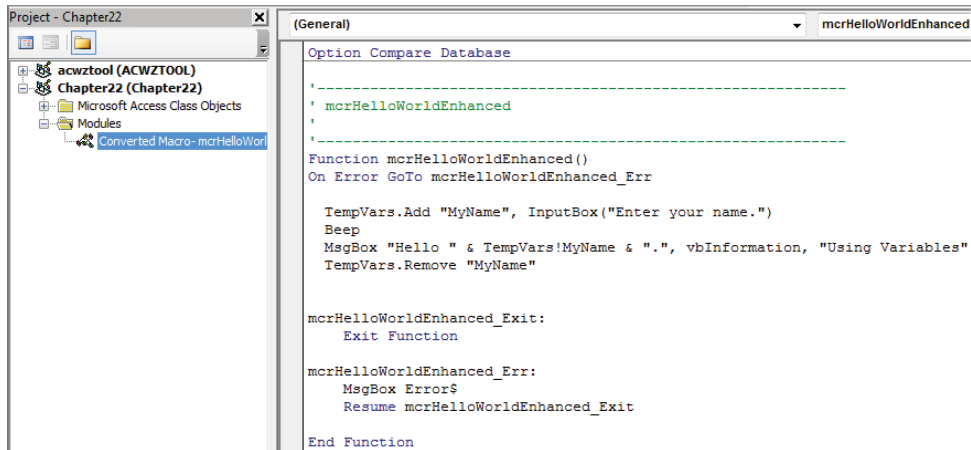 Project - Chapter22
acwztool (ACWZTOOL)
Chapter22 (Chapter22)
Microsoft Access Class Objects
Modules
Converted Macro- mcrHelloWorl
(General)
mcrHelloWorldEnhanced
Option Compare Database
'------------------------------------------------------------
' mcrHelloWorldEnhanced
'
'------------------------------------------------------------
Function mcrHelloWorldEnhanced()
On Error GoTo mcrHelloWorldEnhanced_Err
TempVars.Add "MyName", InputBox("Enter your name.")
Beep
MsgBox "Hello " & TempVars!MyName & ".", vbInformation, "Using Variables"
TempVars.Remove "MyName"
mcrHelloWorldEnhanced_Exit:
Exit Function
mcrHelloWorldEnhanced_Err:
MsgBox Error$
Resume mcrHelloWorldEnhanced_Exit
End Function